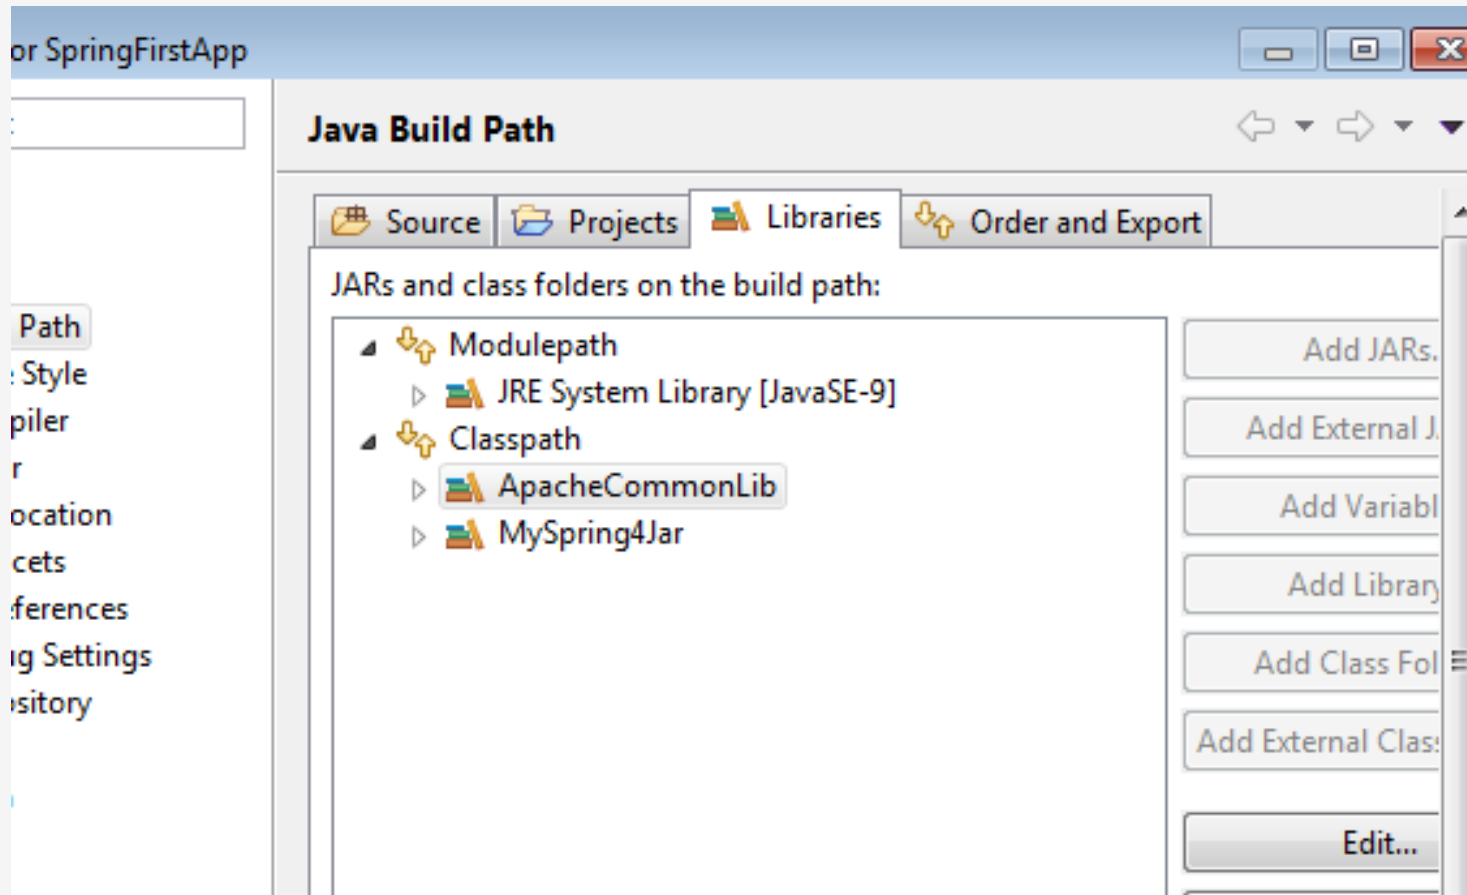 or SpringFirstApp
Java Build Path
Source
Projects
Libraries
Order and Export
JARs and class folders on the build path:
Modulepath
JRE System Library [JavaSE-9]
Classpath
ApacheCommonLib
MySpring4Jar
Path
Style
piler
r
ocation
cets
ferences
ug Settings
ository
Add JARs.
Add External J
Add Variabl
Add Library
Add Class Fol
Add External Clas
Edit...